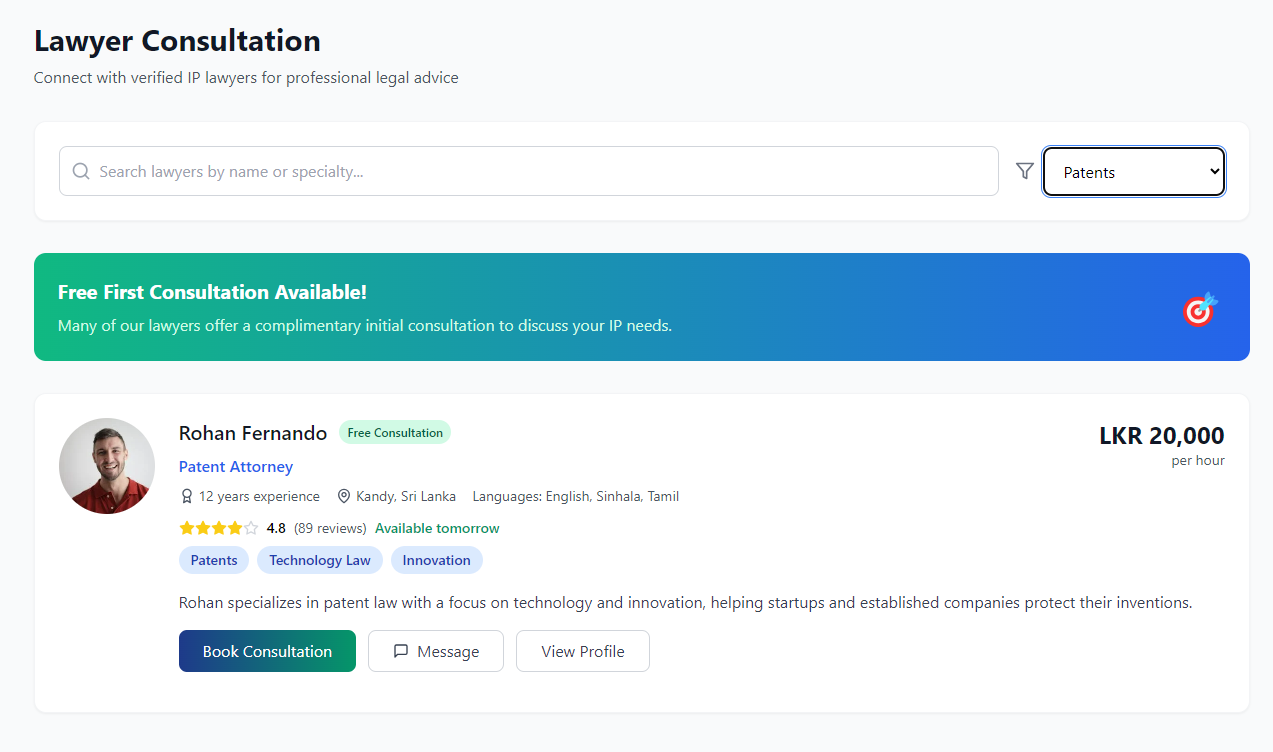 Lawyer Consultation
Connect with verified IP lawyers for professional legal advice
Search lawyers by name or specialty...
Patents
Free First Consultation Available!
Many of our lawyers offer a complimentary initial consultation to discuss your IP needs.
Rohan Fernando Free Consultation
LKR 20,000
per hour
Patent Attorney
12 years experience Kandy, Sri Lanka Languages: English, Sinhala, Tamil
4.8 (89 reviews) Available tomorrow
Patents Technology Law Innovation
Rohan specializes in patent law with a focus on technology and innovation, helping startups and established companies protect their inventions.
Book Consultation Message View Profile